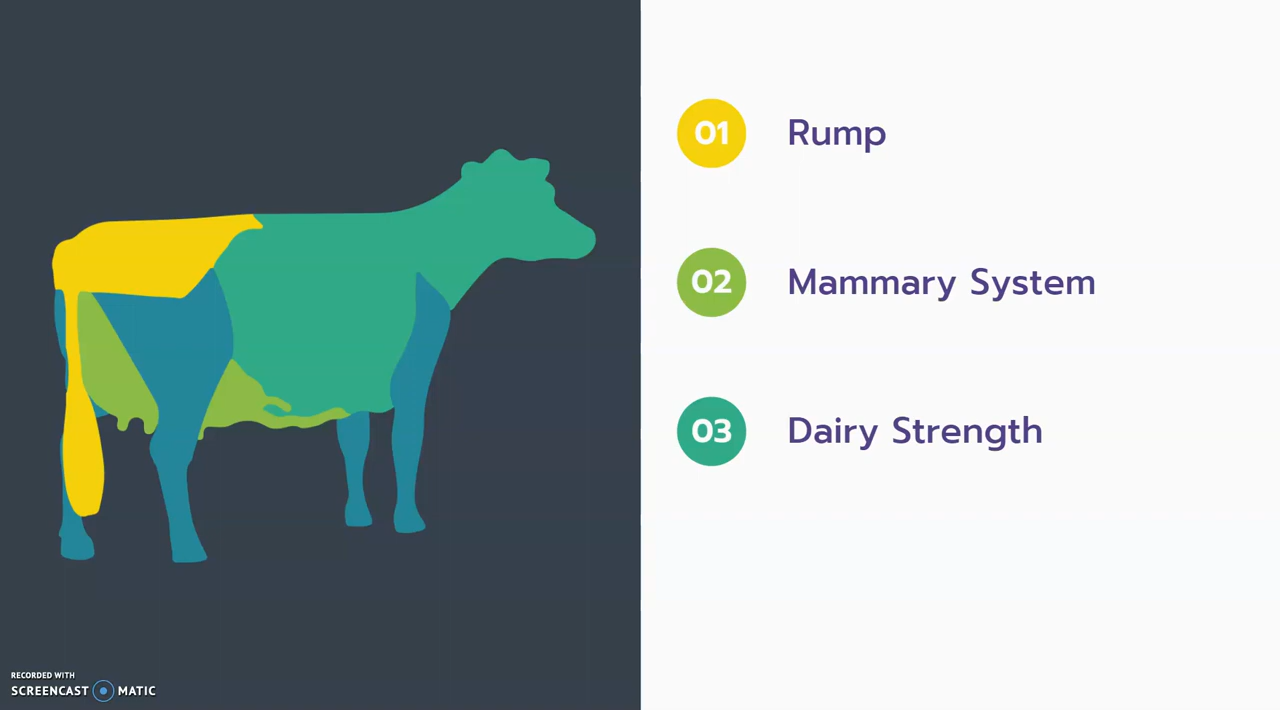 01 Rump
02 Mammary System
03 Dairy Strength
RECORDED WITH
SCREENCAST MATIC